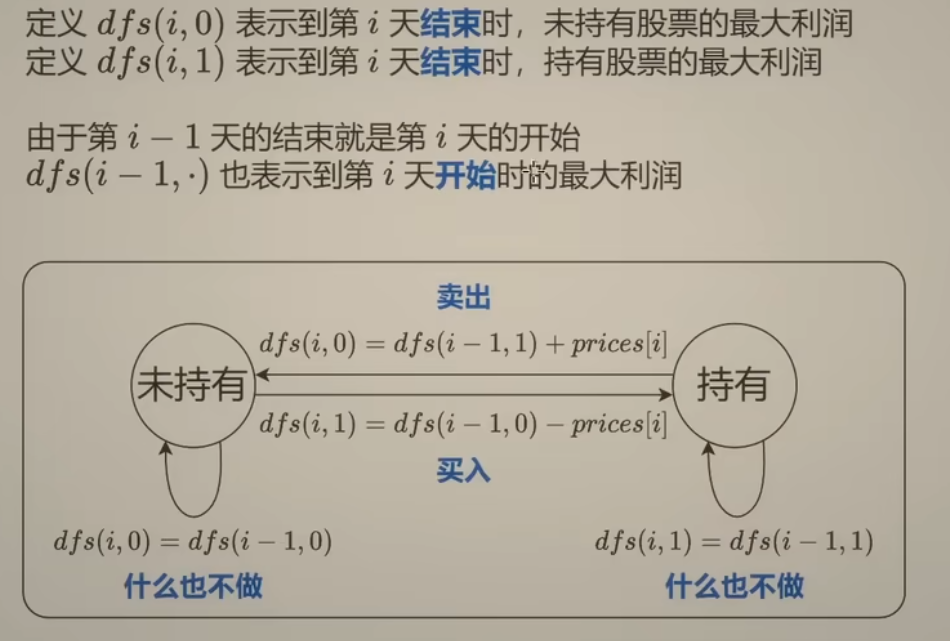 定义 dfs(i, 0) 表示到第 i 天结束时，未持有股票的最大利润
定义 dfs(i, 1) 表示到第 i 天结束时，持有股票的最大利润
由于第 i − 1 天的结束就是第 i 天的开始
dfs(i − 1, ·) 也表示到第 i 天开始时的最大利润
卖出
dfs(i, 0) = dfs(i − 1, 1) + prices[i]
未持有
持有
dfs(i, 1) = dfs(i − 1, 0) − prices[i]
买入
dfs(i, 0) = dfs(i − 1, 0)
dfs(i, 1) = dfs(i − 1, 1)
什么也不做
什么也不做